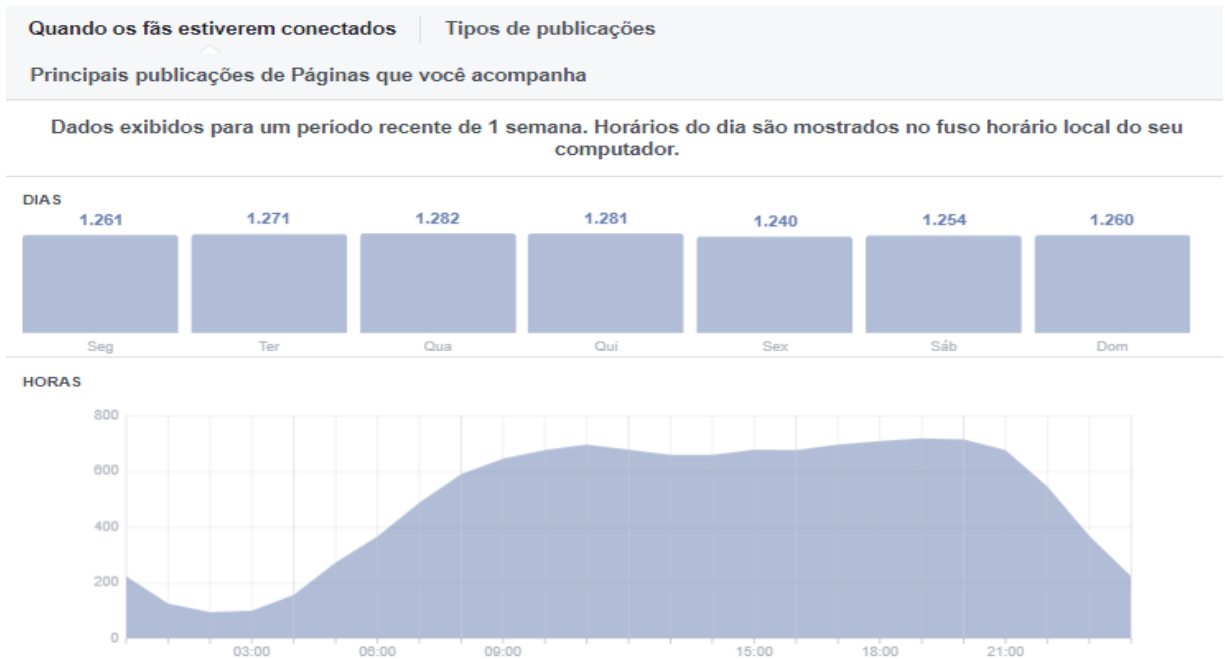 Quando os fãs estiverem conectados Tipos de publicações
Principais publicações de Páginas que você acompanha
Dados exibidos para um período recente de 1 semana. Horários do dia são mostrados no fuso horário local do seu
computador.
DIAS
1.261 1.271 1.282 1.281 1.240 1.254 1.260
Seg Ter Qua Qui Sex Sáb Dom
HORAS
800
600
400
200
0
03:00 06:00 09:00 15:00 18:00 21:00